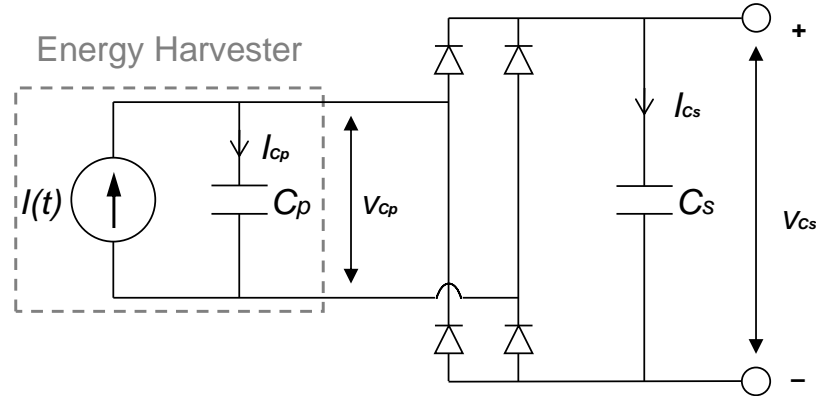 +
Energy Harvester
I(t)
ICp
Cp
VCp
ICs
Cs
VCs
−